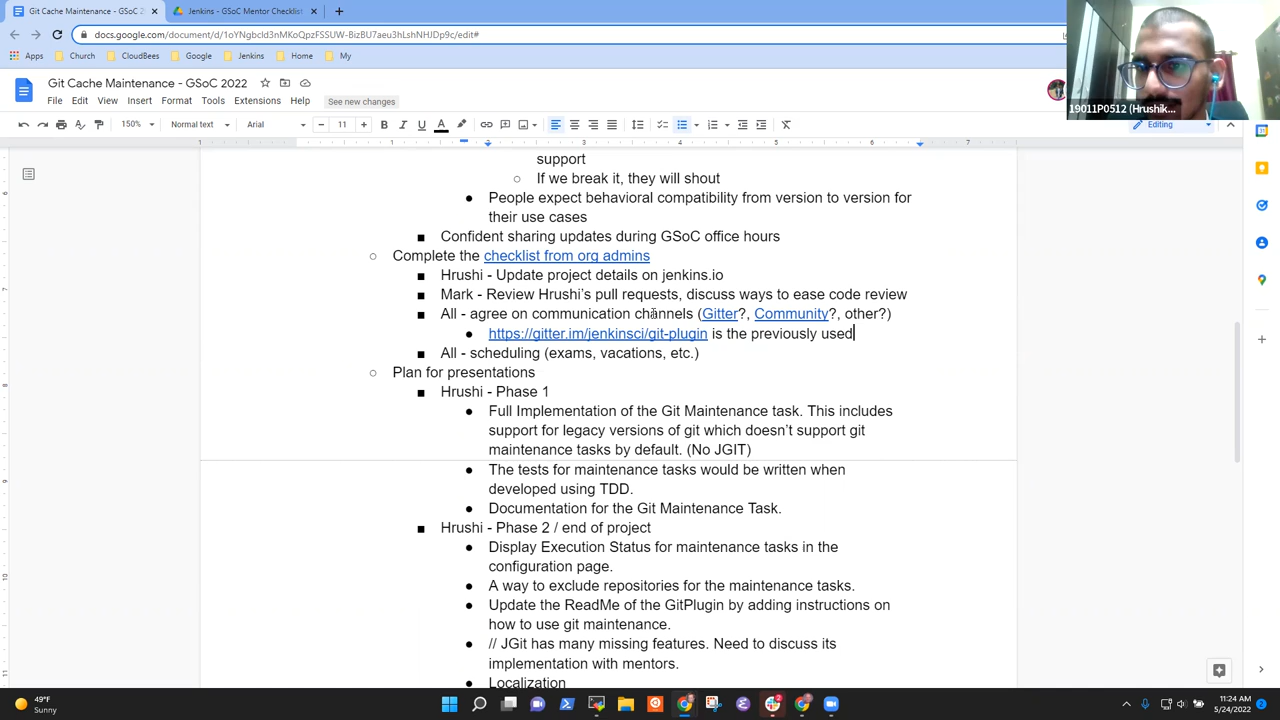 Git Cache Maintenance - GSoC 2
Jenkins - GSoC Mentor Checklist
docs.google.com/document/d/1oYNgbcId3nMKoQpzFSSUW-BizBU7aeu3hLshNHJDp9c/edit#
Apps Church CloudBees Google Jenkins Home My
19011P0512 (Hrushik...
Git Cache Maintenance - GSoC 2022
File Edit View Insert Format Tools Extensions Help See new changes
150% Normal text Arial 11 Editing
support
○ If we break it, they will shout
● People expect behavioral compatibility from version to version for
their use cases
■ Confident sharing updates during GSoC office hours
○ Complete the checklist from org admins
■ Hrushi - Update project details on jenkins.io
■ Mark - Review Hrushi’s pull requests, discuss ways to ease code review
■ All - agree on communication channels (Gitter?, Community?, other?)
● https://gitter.im/jenkinsci/git-plugin is the previously used
■ All - scheduling (exams, vacations, etc.)
○ Plan for presentations
■ Hrushi - Phase 1
● Full Implementation of the Git Maintenance task. This includes
support for legacy versions of git which doesn’t support git
maintenance tasks by default. (No JGIT)
● The tests for maintenance tasks would be written when
developed using TDD.
● Documentation for the Git Maintenance Task.
■ Hrushi - Phase 2 / end of project
● Display Execution Status for maintenance tasks in the
configuration page.
● A way to exclude repositories for the maintenance tasks.
● Update the ReadMe of the GitPlugin by adding instructions on
how to use git maintenance.
● // JGit has many missing features. Need to discuss its
implementation with mentors.
● Localization
49°F
Sunny
11:24 AM
5/24/2022